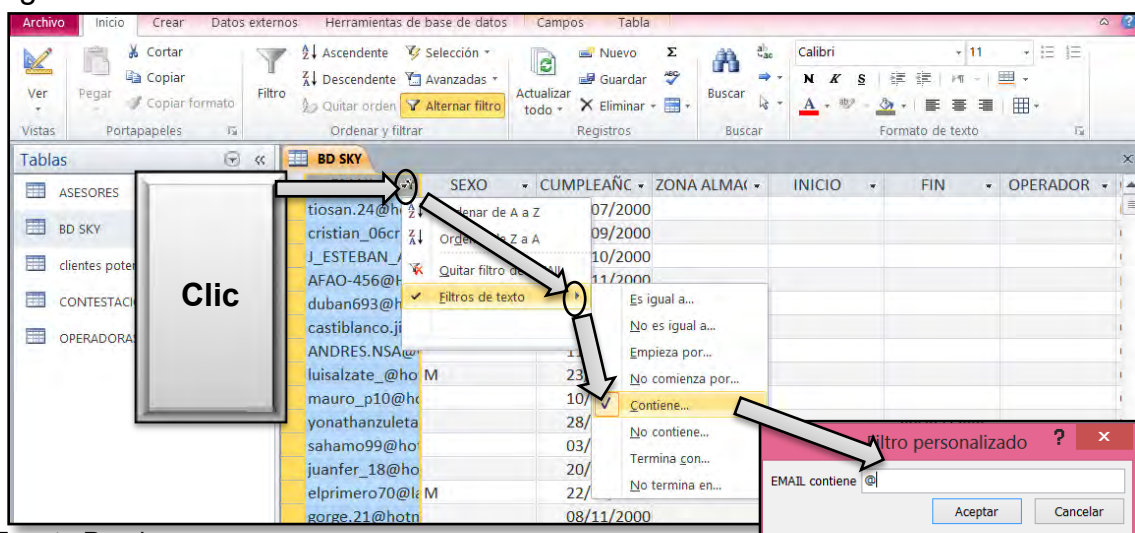 Archivo Inicio Crear Datos externos Herramientas de base de datos Campos Tabla
Ver
Vistas
Pegar
Cortar
Copiar
Copiar formato
Portapapeles
Filtro
Ascendente
Descendente
Quitar orden
Selección
Avanzadas
Alternar filtro
Ordenar y filtrar
Actualizar
todo
Nuevo
Guardar
Eliminar
Registros
Buscar
Buscar
Calibri 11
N K S
A
Formato de texto
Tablas
ASESORES
BD SKY
clientes poter
CONTESTACI
OPERADORA
Clic
BD SKY
SEXO CUMPLEAÑC ZONA ALMA( INICIO FIN OPERADOR
tiosan.24@h 07/2000
cristian_06cr 09/2000
J_ESTEBAN_ 10/2000
AFAO-456@H 11/2000
duban693@h
castiblanco.ji
ANDRES.NSA@
luisalzate_@ho M 23/
mauro_p10@ho 10/
yonathanzuleta 28/
sahamo99@ho 03/
juanfer_18@ho 20/
elprimero70@la M 22/
gorge.21@hotn 08/11/2000
Ordenar de A a Z
Ordenar de Z a A
Quitar filtro de
Filtros de texto
Es igual a...
No es igual a...
Empieza por...
No comienza por...
Contiene...
No contiene...
Termina con...
No termina en...
Filtro personalizado ? ×
EMAIL contiene @
Aceptar Cancelar